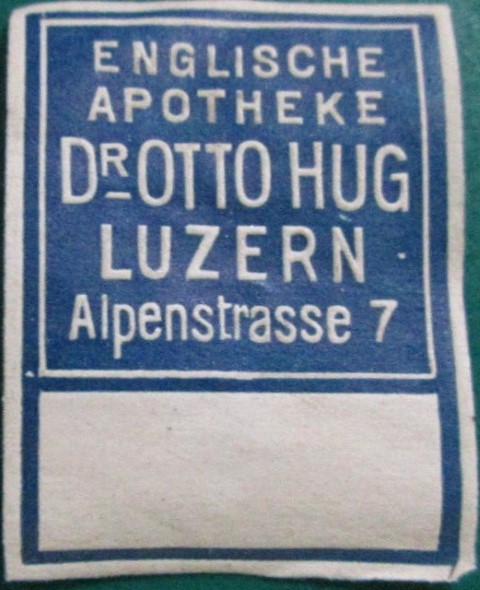 ENGLISCHE
APOTHEKE
DR OTTO HUG
LUZERN
Alpenstrasse 7